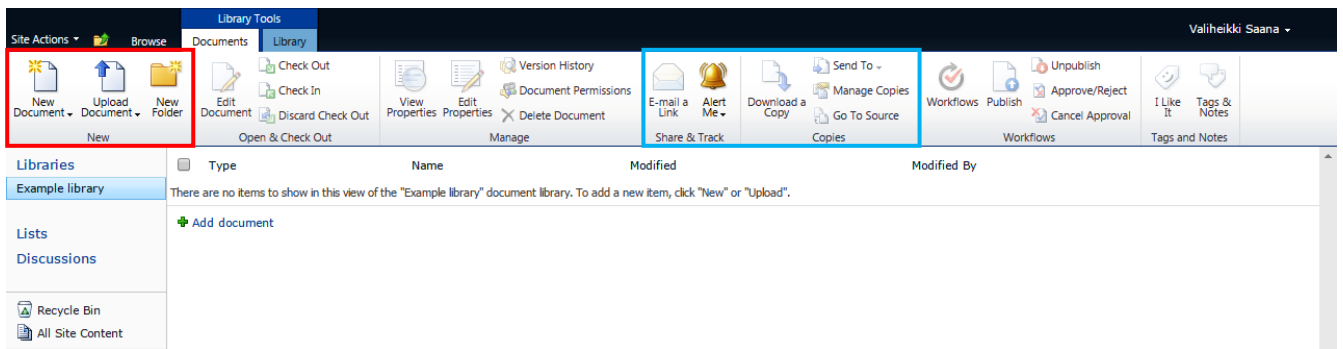 Library Tools
Valiheikki Saana
Site Actions Browse Documents Library
New Document Upload Document New Folder
New
Edit Document Check Out
Check In
Discard Check Out
Open & Check Out
View Properties Edit Properties Version History
Document Permissions
Delete Document
Manage
E-mail a Link Alert Me
Share & Track
Download a Copy Send To
Manage Copies
Go To Source
Copies
Workflows Publish Unpublish
Approve/Reject
Cancel Approval
Workflows
I Like It Tags & Notes
Tags and Notes
Libraries
Example library
Lists
Discussions
Recycle Bin
All Site Content
Type Name Modified Modified By
There are no items to show in this view of the "Example library" document library. To add a new item, click "New" or "Upload".
Add document